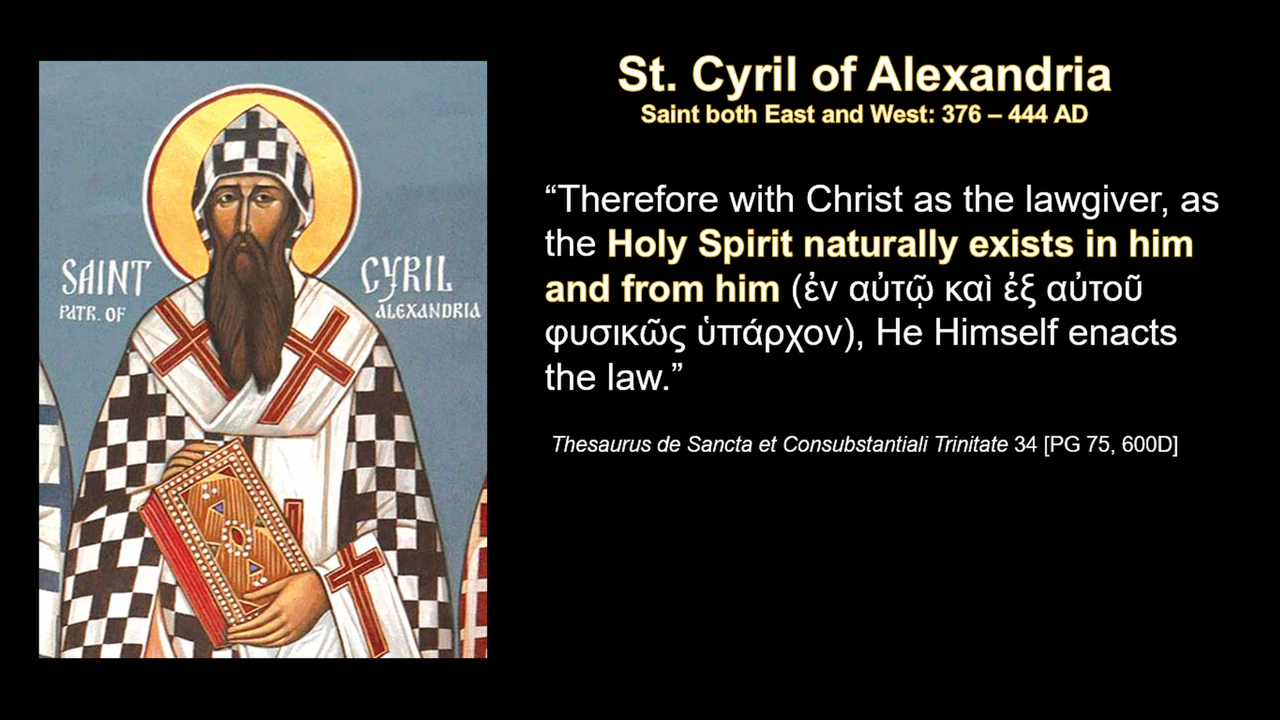 St. Cyril of Alexandria
Saint both East and West: 376 – 444 AD
SAINT CYRIL
PATR. OF ALEXANDRIA
“Therefore with Christ as the lawgiver, as
the Holy Spirit naturally exists in him
and from him (ἐν αὐτῷ καὶ ἐξ αὐτοῦ
φυσικῶς ὑπάρχον), He Himself enacts
the law.”
Thesaurus de Sancta et Consubstantiali Trinitate 34 [PG 75, 600D]